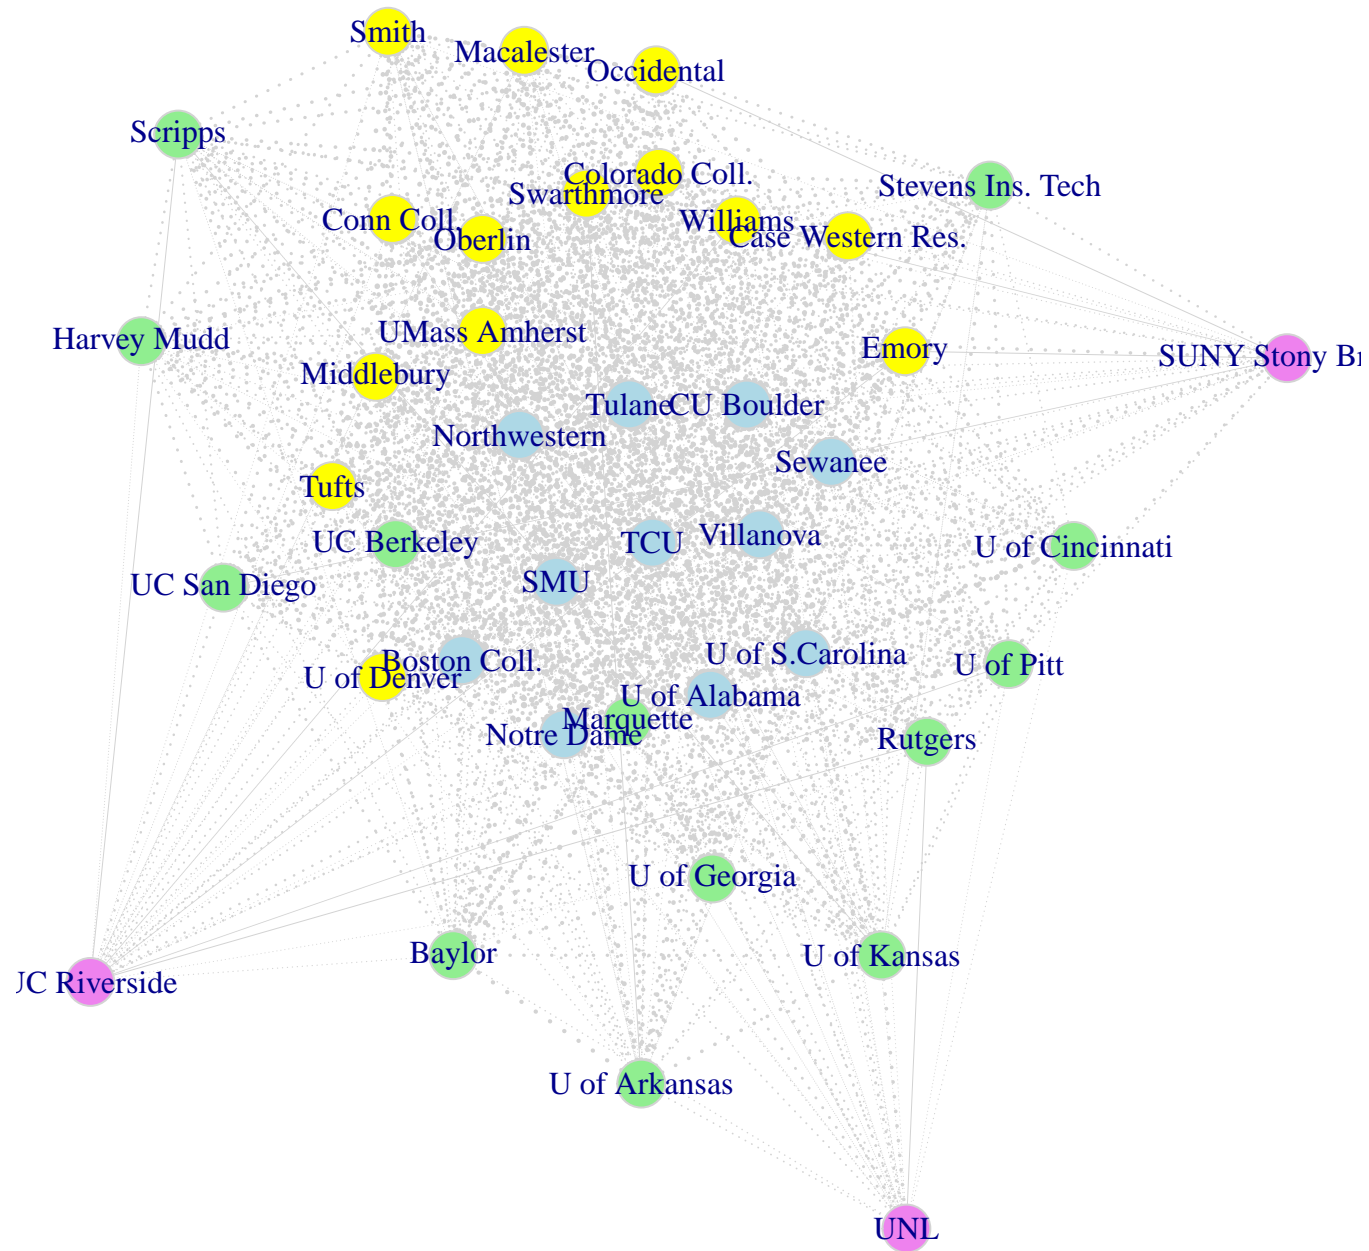 Smith
Macalester
Occidental
Scripps
Colorado Coll.
Stevens Ins. Tech
Swarthmore
Conn Coll.
Williams
Oberlin
Case Western Res.
UMass Amherst
Harvey Mudd
Emory
SUNY Stony Br
Middlebury
Tulane
CU Boulder
Northwestern
Sewanee
Tufts
UC Berkeley
TCU
Villanova
U of Cincinnati
UC San Diego
SMU
Boston Coll.
U of S.Carolina
U of Pitt
U of Denver
U of Alabama
Marquette
Notre Dame
Rutgers
U of Georgia
Baylor
U of Kansas
UC Riverside
U of Arkansas
UNL